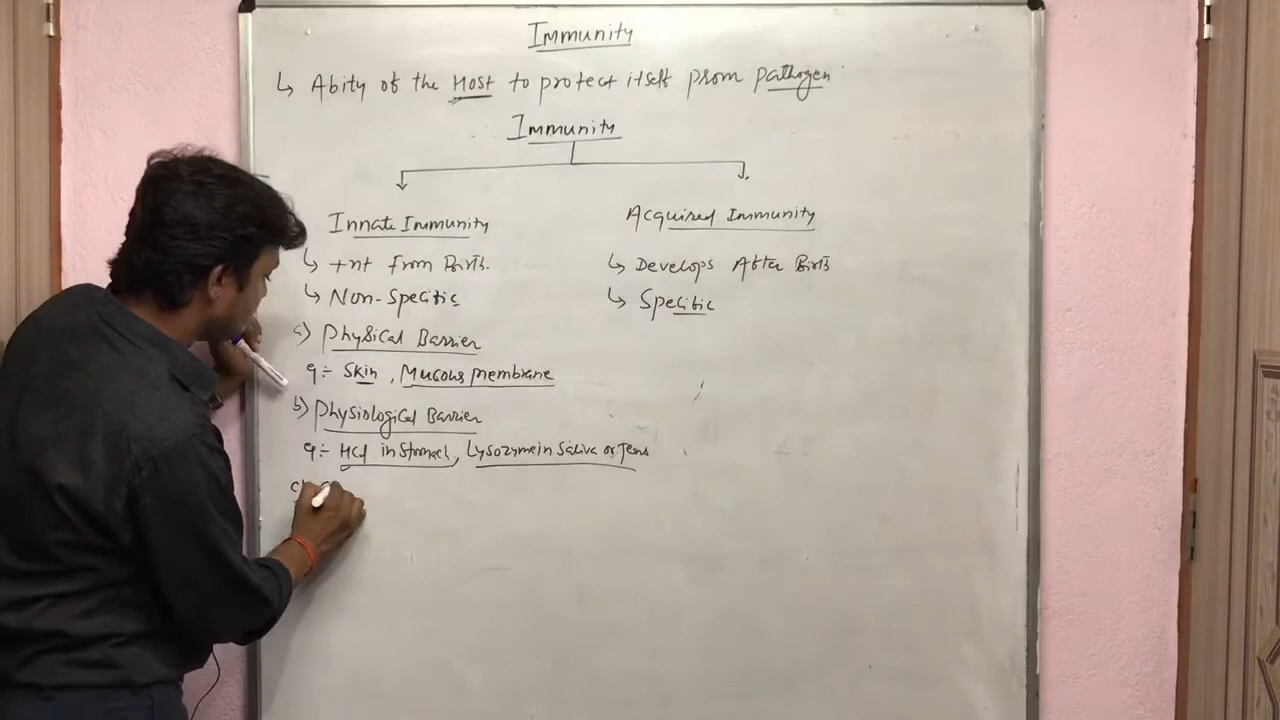 Immunity
↳ Abity of the Host to protect itself prom pathogen
Immunity
Innate Immunity
↳ +nt from Birth.
↳ Non-Specific
a) Physical Barrier
eg:- Skin, Mucous membrane
b) Physiological Barrier
eg:- HCl in Stomach, Lysozyme in Saliva or Tears
c)
Acquired Immunity
↳ Develops After Birth
↳ Specific